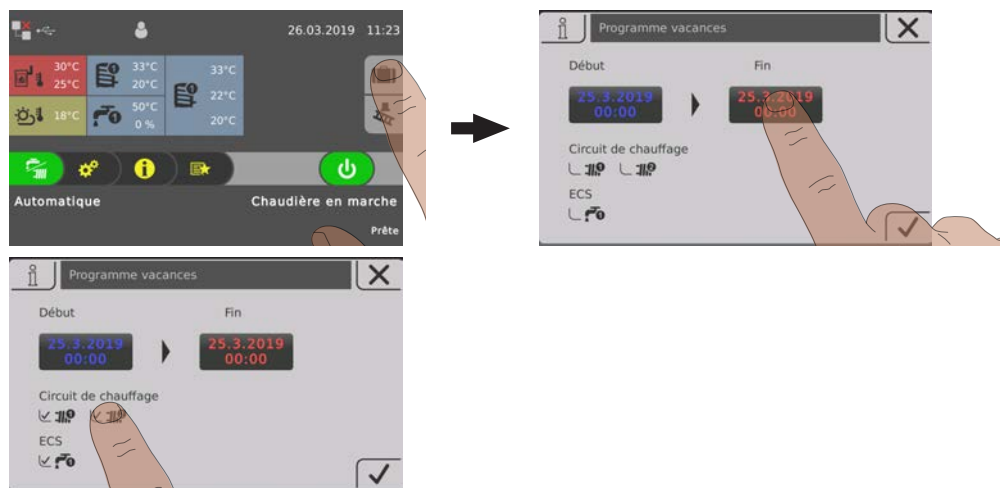 26.03.2019 11:23
30°C
25°C
33°C
20°C
33°C
22°C
20°C
18°C
50°C
0 %
Automatique
Chaudière en marche
Prête
Programme vacances
Début
Fin
25.3.2019
00:00
25.3.2019
00:00
Circuit de chauffage
ECS
Programme vacances
Début
Fin
25.3.2019
00:00
25.3.2019
00:00
Circuit de chauffage
ECS